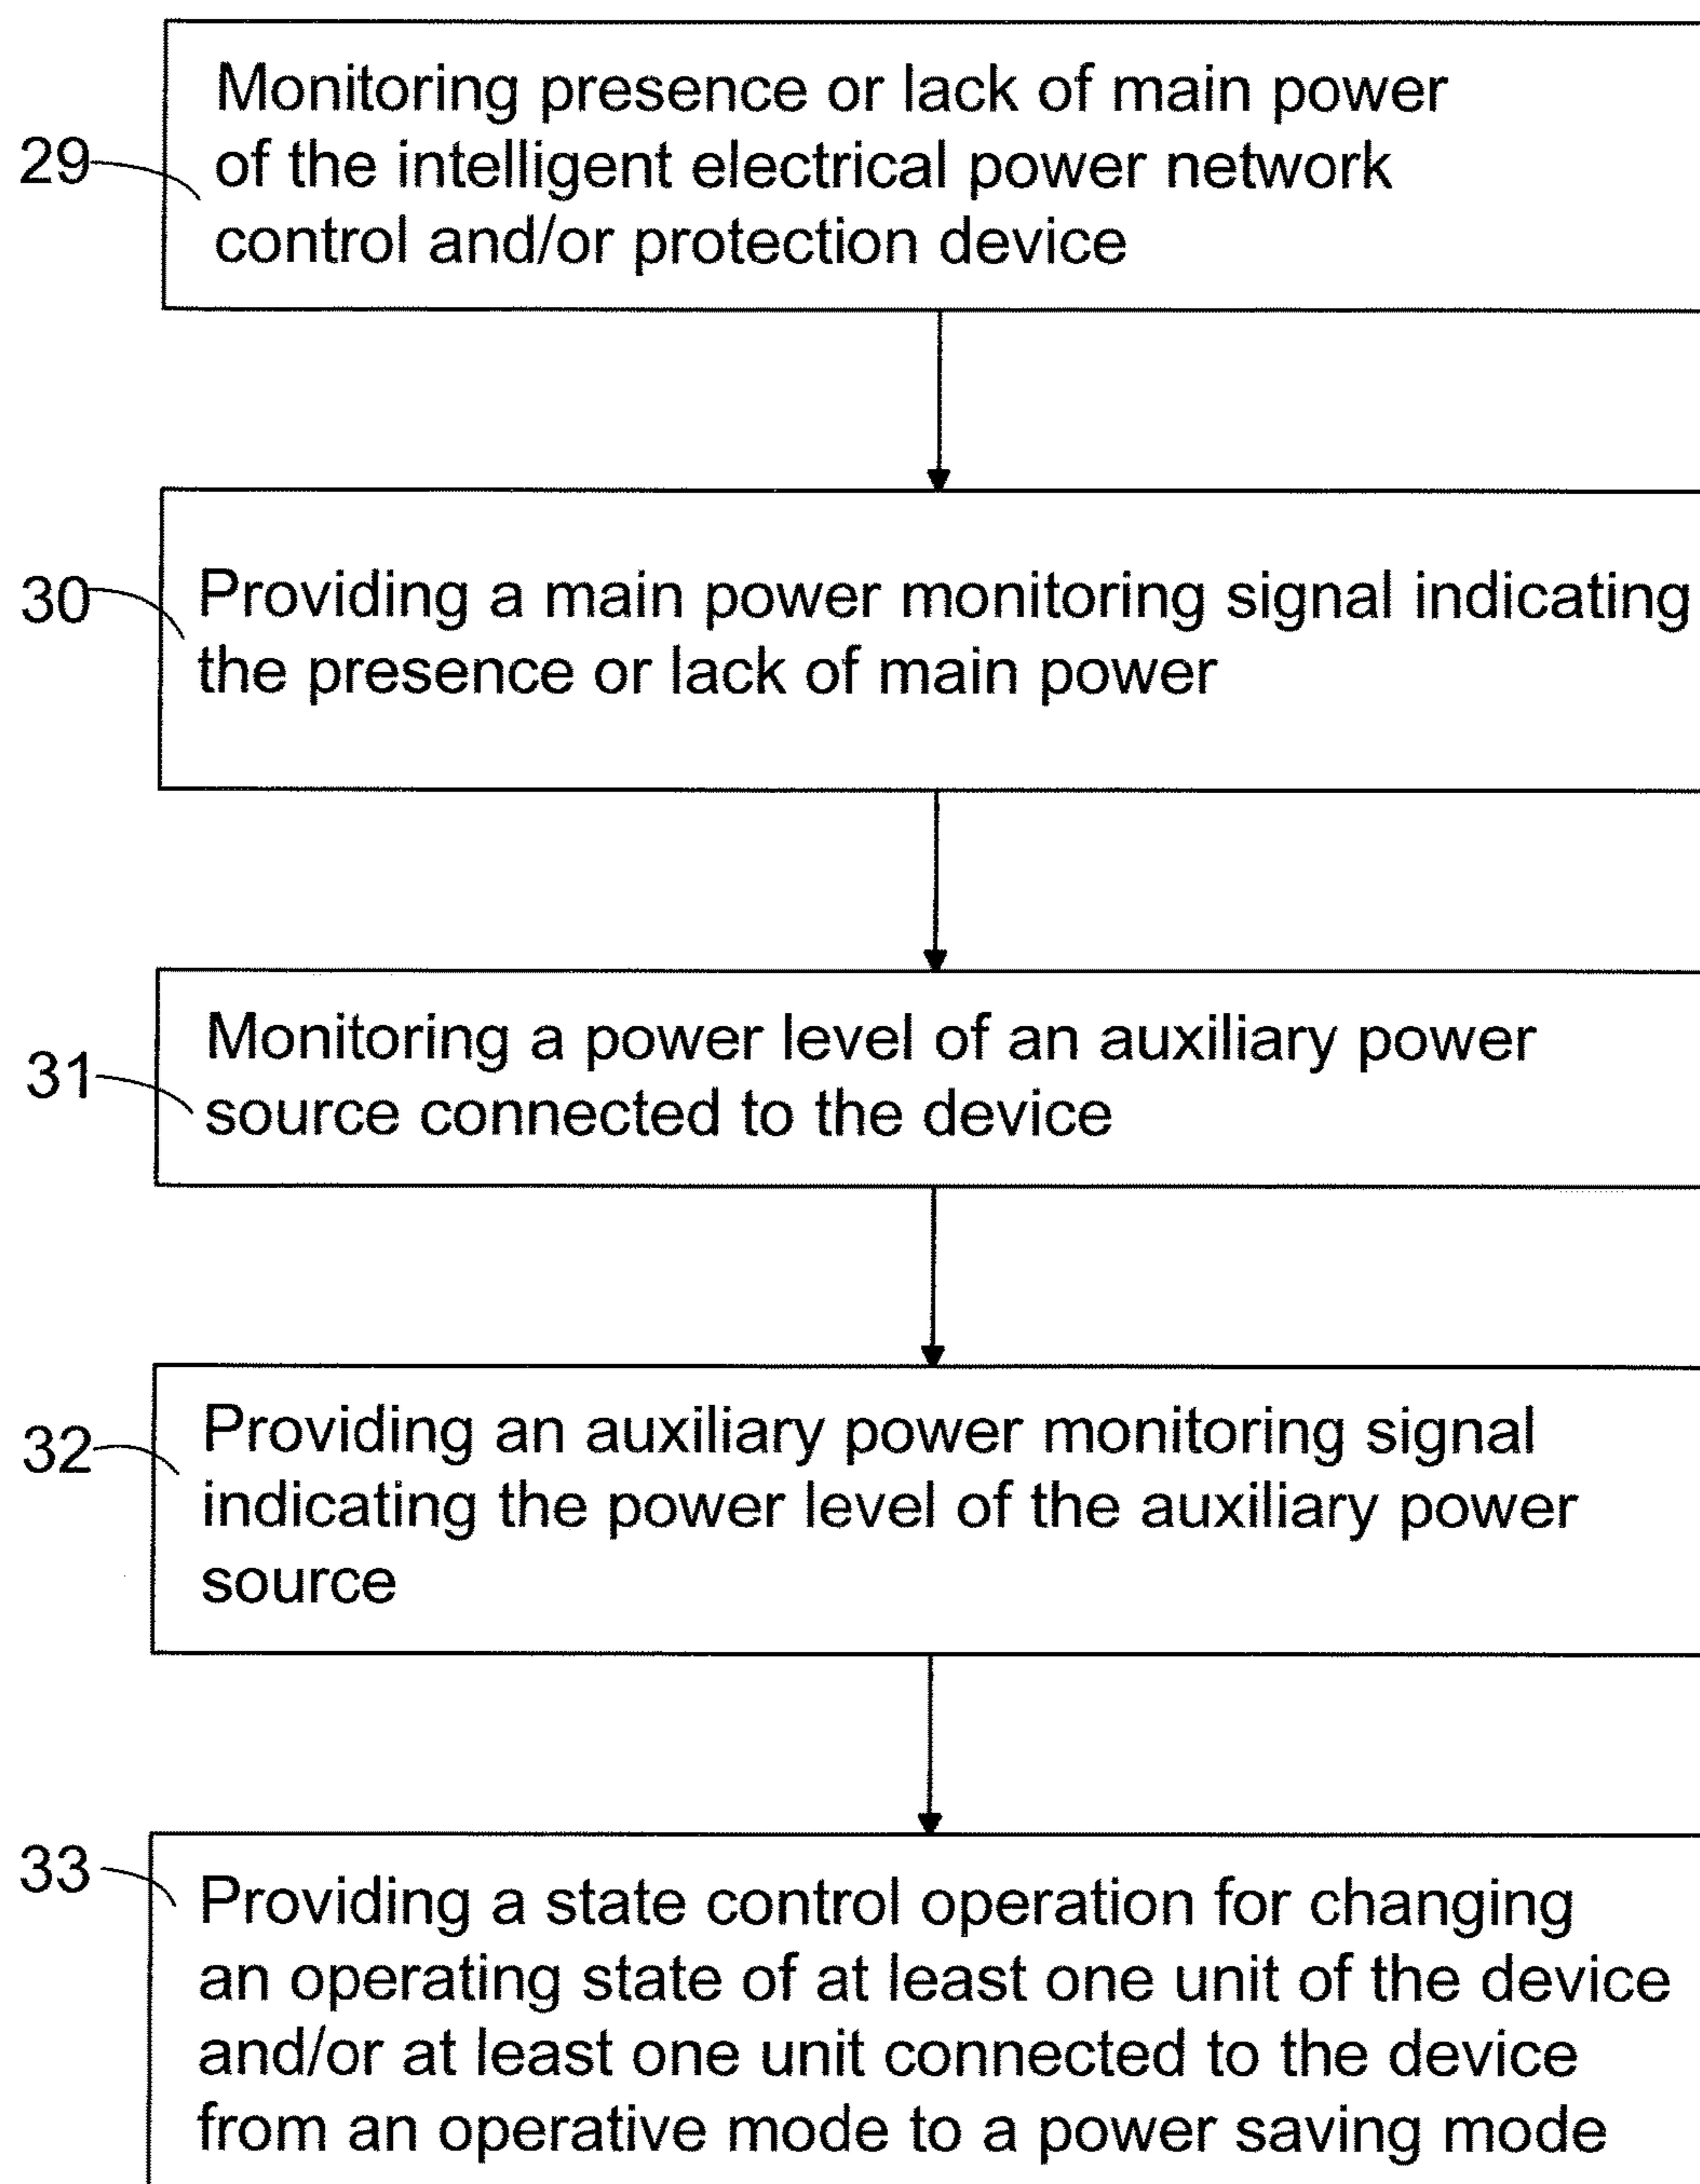 Monitoring presence or lack of main power
29 of the intelligent electrical power network
control and/or protection device
30 Providing a main power monitoring signal indicating
the presence or lack of main power
Monitoring a power level of an auxiliary power
31 source connected to the device
32 Providing an auxiliary power monitoring signal
indicating the power level of the auxiliary power
source
33 Providing a state control operation for changing
an operating state of at least one unit of the device
and/or at least one unit connected to the device
from an operative mode to a power saving mode